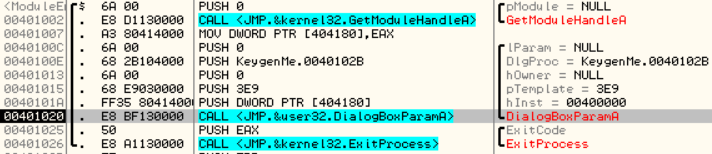 <ModuleEn $ 6A 00 PUSH 0 pModule = NULL
00401002 . E8 D1130000 CALL <JMP.&kernel32.GetModuleHandleA> GetModuleHandleA
00401007 . A3 80414000 MOV DWORD PTR [404180],EAX
0040100C . 6A 00 PUSH 0 lParam = NULL
0040100E . 68 2B104000 PUSH KeygenMe.0040102B DlgProc = KeygenMe.0040102B
00401013 . 6A 00 PUSH 0 hOwner = NULL
00401015 . 68 E9030000 PUSH 3E9 pTemplate = 3E9
0040101A . FF35 80414000 PUSH DWORD PTR [404180] hInst = 00400000
00401020 . E8 BF130000 CALL <JMP.&user32.DialogBoxParamA> DialogBoxParamA
00401025 . 50 PUSH EAX ExitCode
00401026 . E8 A1130000 CALL <JMP.&kernel32.ExitProcess> ExitProcess